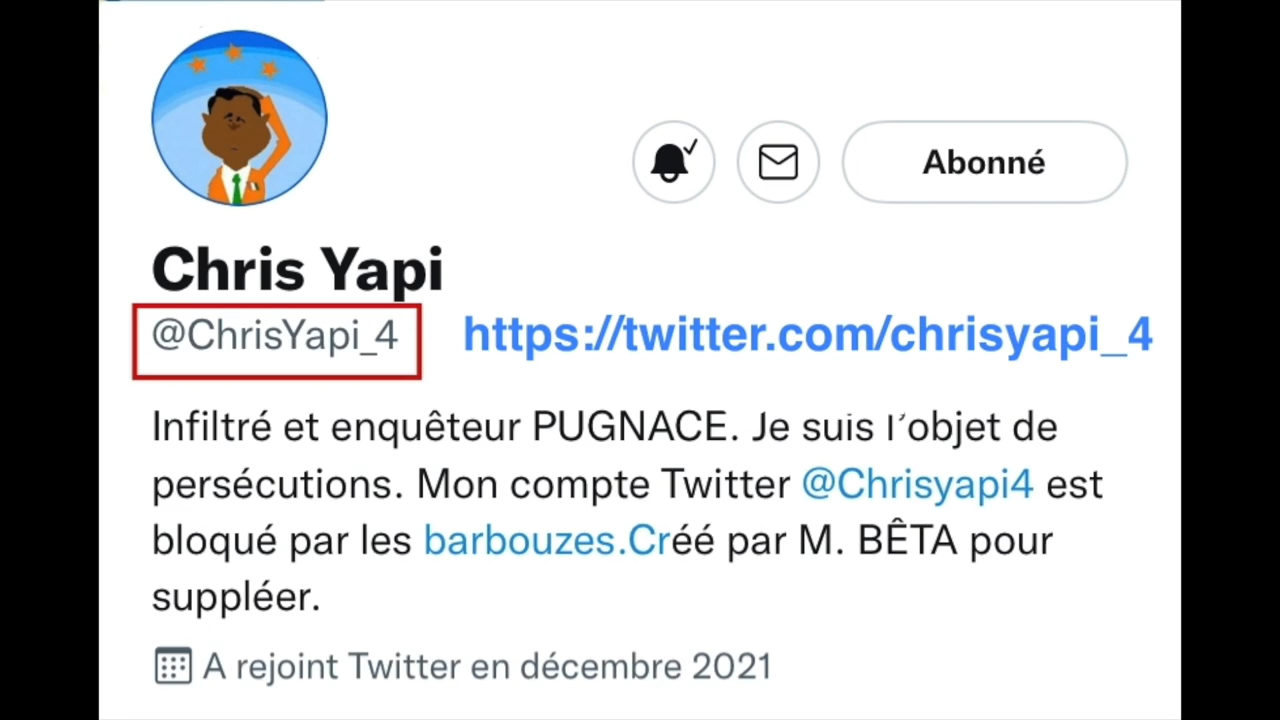 Abonné
Chris Yapi
@ChrisYapi_4 https://twitter.com/chrisyapi_4
Infiltré et enquêteur PUGNACE. Je suis l’objet de
persécutions. Mon compte Twitter @Chrisyapi4 est
bloqué par les barbouzes.Créé par M. BÊTA pour
suppléer.
A rejoint Twitter en décembre 2021